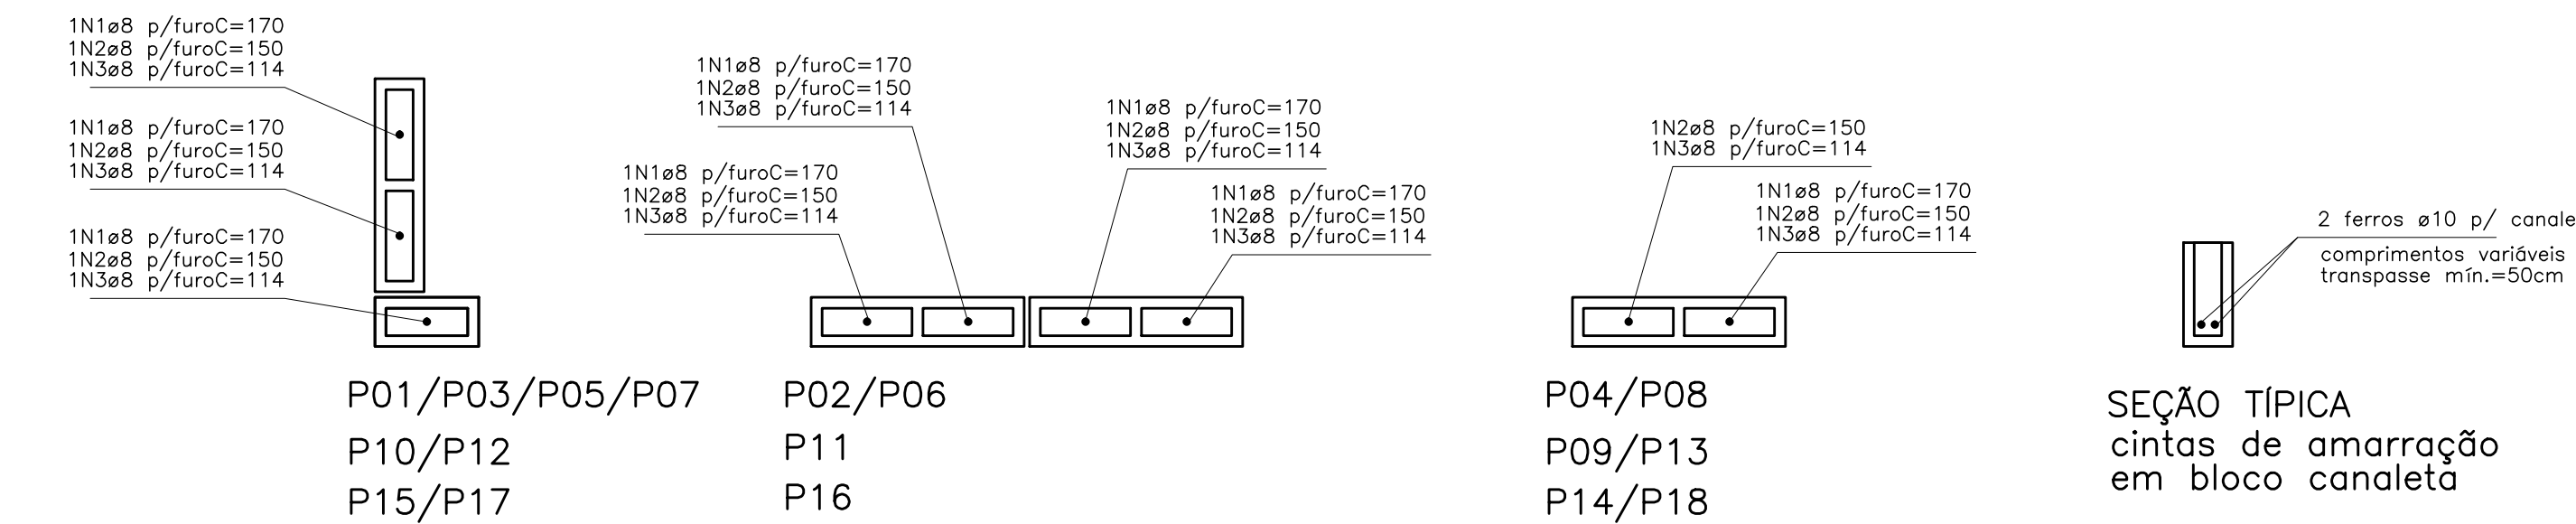 1N1ø8 p/furoC=170
1N2ø8 p/furoC=150
1N3ø8 p/furoC=114
1N1ø8 p/furoC=170
1N2ø8 p/furoC=150
1N3ø8 p/furoC=114
1N1ø8 p/furoC=170
1N2ø8 p/furoC=150
1N3ø8 p/furoC=114
P01/P03/P05/P07
P10/P12
P15/P17
1N1ø8 p/furoC=170
1N2ø8 p/furoC=150
1N3ø8 p/furoC=114
1N1ø8 p/furoC=170
1N2ø8 p/furoC=150
1N3ø8 p/furoC=114
1N1ø8 p/furoC=170
1N2ø8 p/furoC=150
1N3ø8 p/furoC=114
1N1ø8 p/furoC=170
1N2ø8 p/furoC=150
1N3ø8 p/furoC=114
P02/P06
P11
P16
1N2ø8 p/furoC=150
1N3ø8 p/furoC=114
1N1ø8 p/furoC=170
1N2ø8 p/furoC=150
1N3ø8 p/furoC=114
P04/P08
P09/P13
P14/P18
2 ferros ø10 p/ canale
comprimentos variáveis
transpasse mín.=50cm
SEÇÃO TÍPICA
cintas de amarração
em bloco canaleta